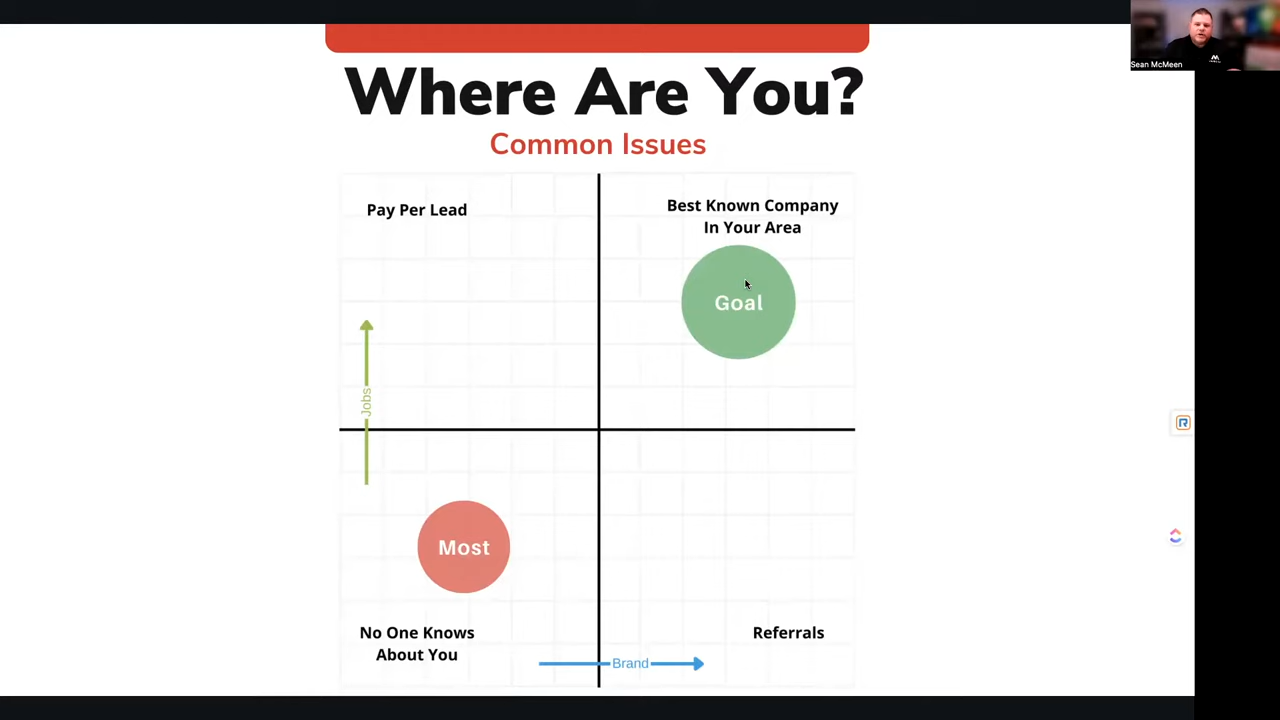 Where Are You?
Common Issues
Pay Per Lead
Best Known Company
In Your Area
Goal
Jobs
Most
No One Knows
About You
Referrals
Brand
Sean McMeen